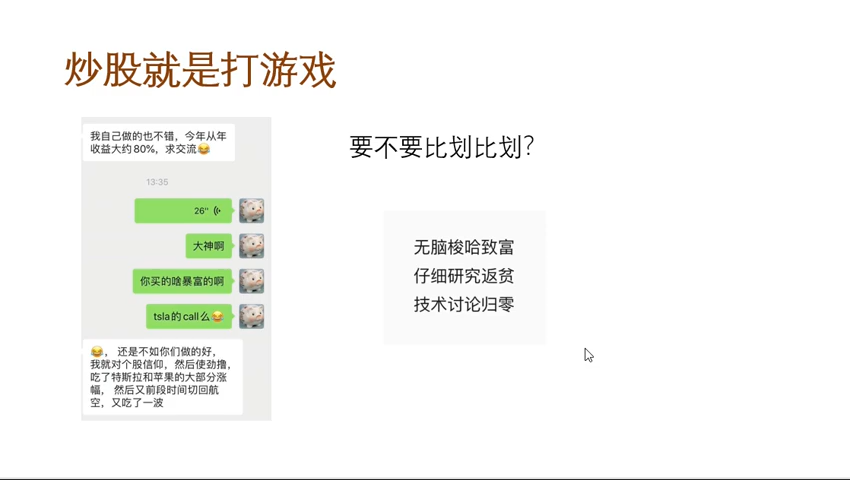 炒股就是打游戏
我自己做的也不错，今年从年
收益大约80%，求交流😂
13:35
26"
大神啊
你买的啥暴富的啊
tsla的call么😂
😂， 还是不如你们做的好，
我就对个股信仰，然后使劲撸，
吃了特斯拉和苹果的大部分涨
幅， 然后又前段时间切回航
空，又吃了一波
要不要比划比划?
无脑梭哈致富
仔细研究返贫
技术讨论归零